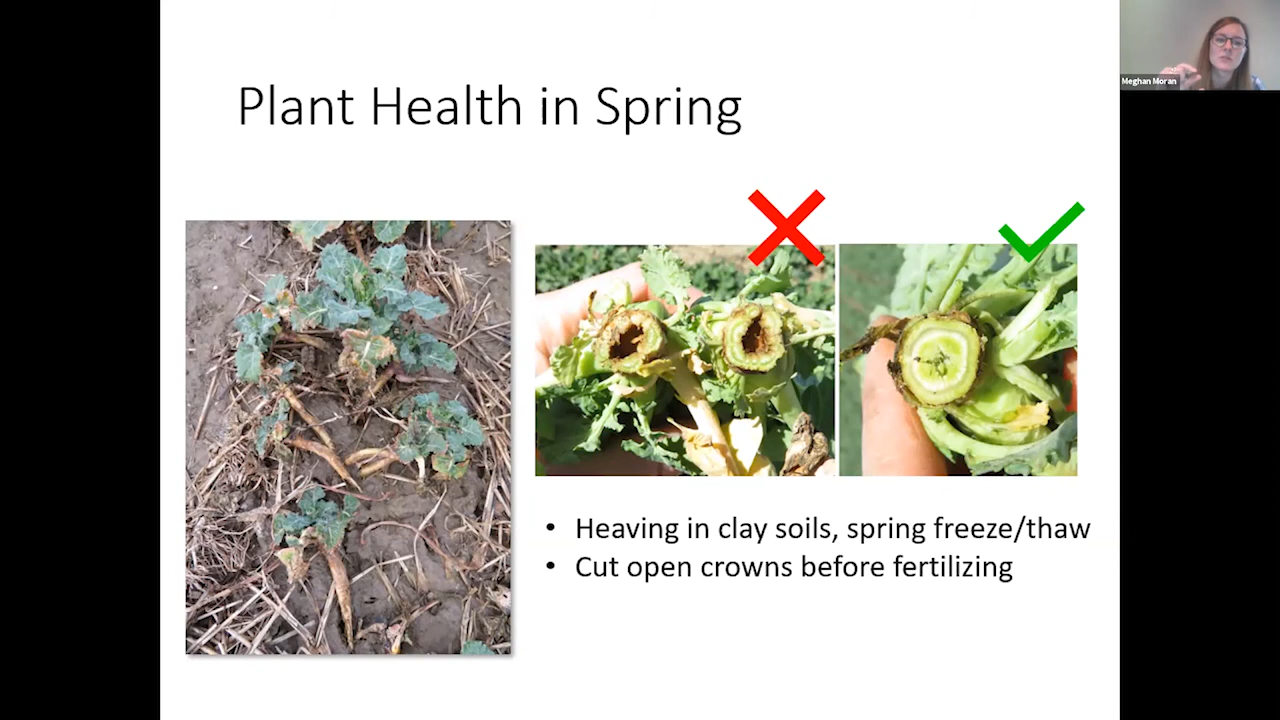 Meghan Moran
Plant Health in Spring
• Heaving in clay soils, spring freeze/thaw
• Cut open crowns before fertilizing